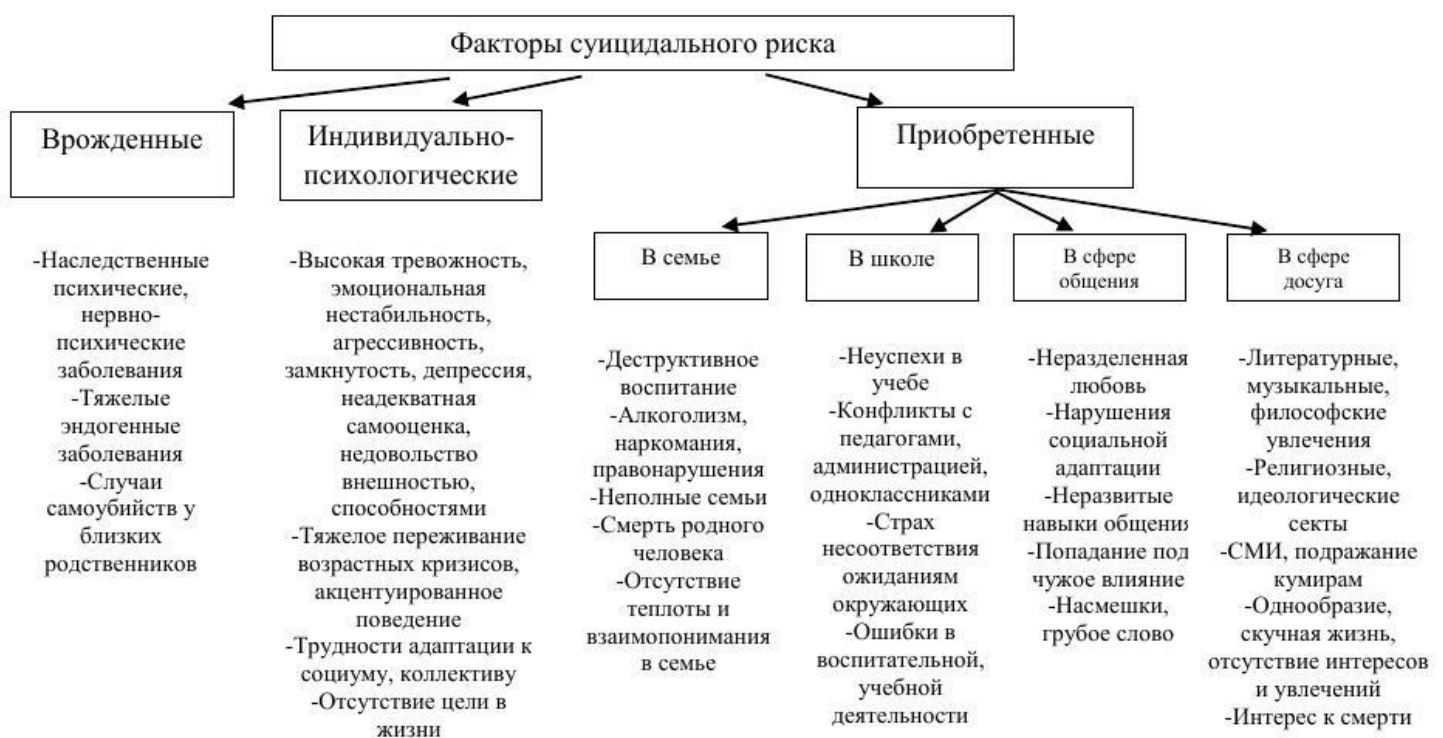 Факторы суицидального риска
Врожденные
-Наследственные
психические,
нервно-
психические
заболевания
-Тяжелые
эндогенные
заболевания
-Случаи
самоубийств у
близких
родственников
Индивидуально-
психологические
-Высокая тревожность,
эмоциональная
нестабильность,
агрессивность,
замкнутость, депрессия,
неадекватная
самооценка,
недовольство
внешностью,
способностями
-Тяжелое переживание
возрастных кризисов,
акцентуированное
поведение
-Трудности адаптации к
социуму, коллективу
-Отсутствие цели в
жизни
Приобретенные
В семье
-Деструктивное
воспитание
-Алкоголизм,
наркомания,
правонарушения
-Неполные семьи
-Смерть родного
человека
-Отсутствие
теплоты и
взаимопонимания
в семье
В школе
-Неуспехи в
учебе
-Конфликты с
педагогами,
администрацией,
одноклассниками
-Страх
несоответствия
ожиданиям
окружающих
-Ошибки в
воспитательной,
учебной
деятельности
В сфере
общения
-Неразделенная
любовь
-Нарушения
социальной
адаптации
-Неразвитые
навыки общения
-Попадание под
чужое влияние
-Насмешки,
грубое слово
В сфере
досуга
-Литературные,
музыкальные,
философские
увлечения
-Религиозные,
идеологические
секты
-СМИ, подражание
кумирам
-Однообразие,
скучная жизнь,
отсутствие интересов
и увлечений
-Интерес к смерти